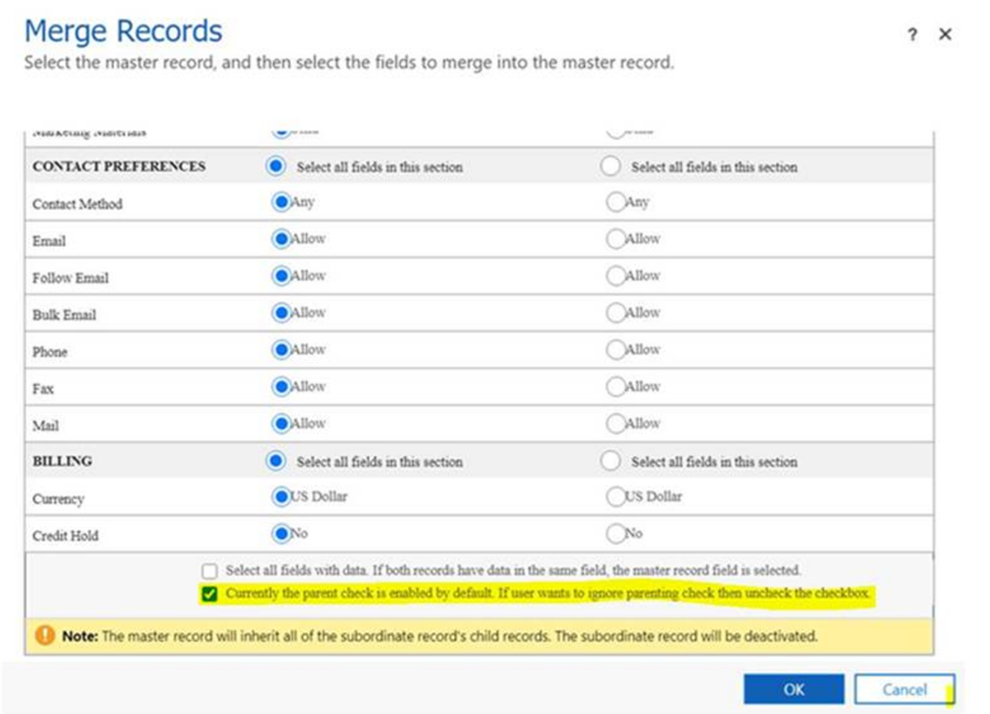 Merge Records
? ×
Select the master record, and then select the fields to merge into the master record.
Marketing Materials
CONTACT PREFERENCES Select all fields in this section Select all fields in this section
Contact Method Any Any
Email Allow Allow
Follow Email Allow Allow
Bulk Email Allow Allow
Phone Allow Allow
Fax Allow Allow
Mail Allow Allow
BILLING Select all fields in this section Select all fields in this section
Currency US Dollar US Dollar
Credit Hold No No
Select all fields with data. If both records have data in the same field, the master record field is selected.
Currently the parent check is enabled by default. If user wants to ignore parenting check then uncheck the checkbox.
Note: The master record will inherit all of the subordinate record's child records. The subordinate record will be deactivated.
OK Cancel